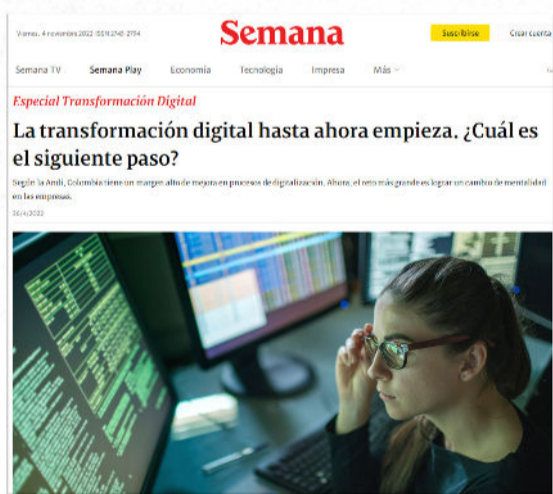 Viernes, 4 noviembre 2022 ISSN 2745-2794
Semana
Suscribirse
Crear cuenta
Semana TV
Semana Play
Economía
Tecnología
Impresa
Más
Especial Transformación Digital
La transformación digital hasta ahora empieza. ¿Cuál es
el siguiente paso?
Según la Andi, Colombia tiene un margen alto de mejora en procesos de digitalización. Ahora, el reto más grande es lograr un cambio de mentalidad
en las empresas.
26/4/2022